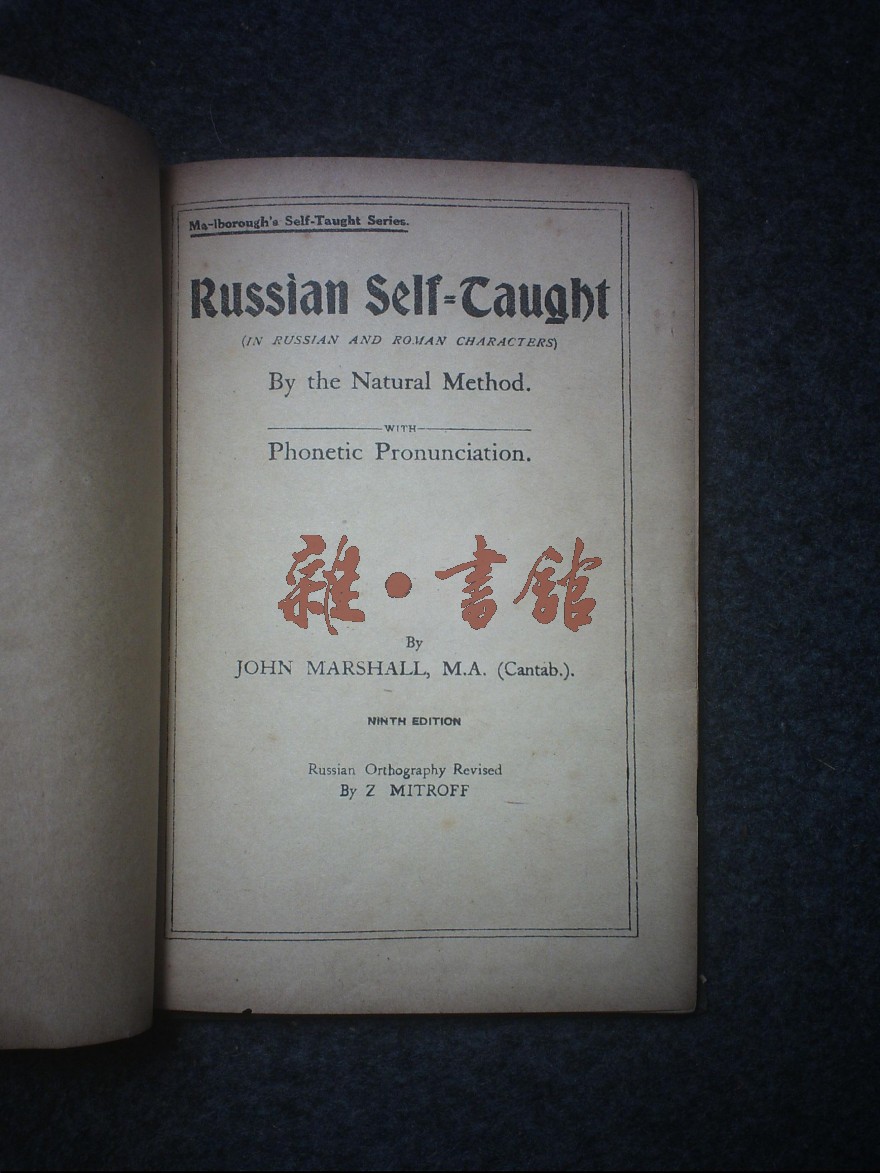 Ma-lborough's Self-Taught Series.
Russian Self-Taught
(IN RUSSIAN AND ROMAN CHARACTERS)
By the Natural Method.
WITH
Phonetic Pronunciation.
雜・書館
By
JOHN MARSHALL, M.A. (Cantab.).
NINTH EDITION
Russian Orthography Revised
By Z MITROFF